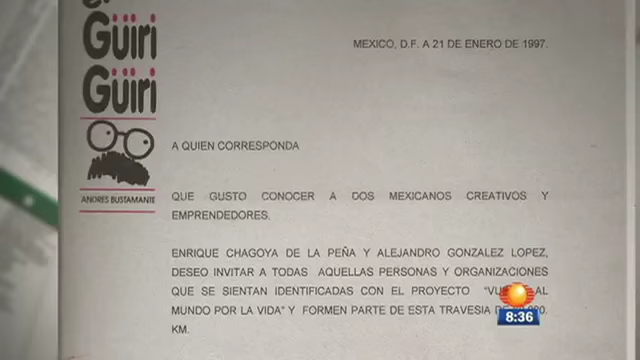 el
Güiri
Güiri
ANDRES BUSTAMANTE
MEXICO, D.F. A 21 DE ENERO DE 1997.
A QUIEN CORRESPONDA
QUE GUSTO CONOCER A DOS MEXICANOS CREATIVOS Y
EMPRENDEDORES.
ENRIQUE CHAGOYA DE LA PEÑA Y ALEJANDRO GONZALEZ LOPEZ,
DESEO INVITAR A TODAS AQUELLAS PERSONAS Y ORGANIZACIONES
QUE SE SIENTAN IDENTIFICADAS CON EL PROYECTO AL
MUNDO POR LA VIDA" Y FORMEN PARTE DE ESTA TRAVESIA
KM.
8:36